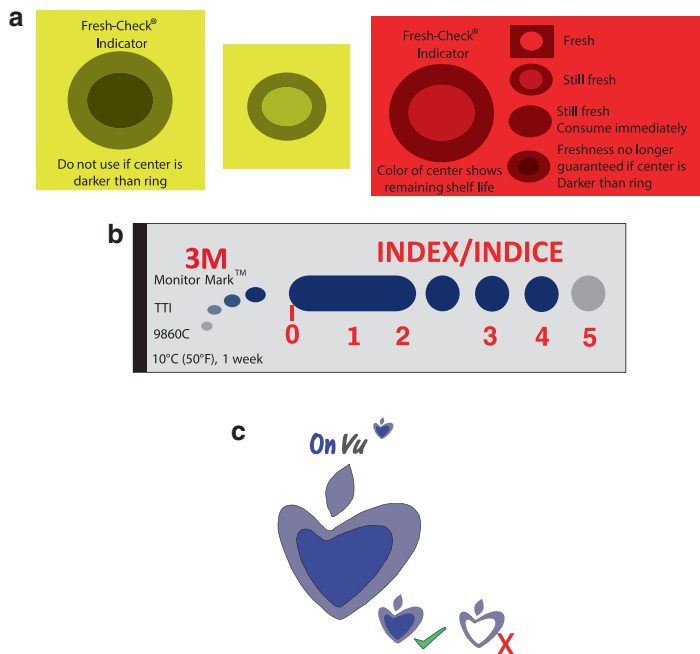 a
Fresh-Check®
Indicator
Do not use if center is
darker than ring
Fresh-Check®
Indicator
Color of center shows
remaining shelf life
Fresh
Still fresh
Still fresh
Consume immediately
Freshness no longer
guaranteed if center is
Darker than ring
b
3M
Monitor Mark™
TTI
9860C
10°C (50°F), 1 week
INDEX/INDICE
0 1 2 3 4 5
c
OnVu
X